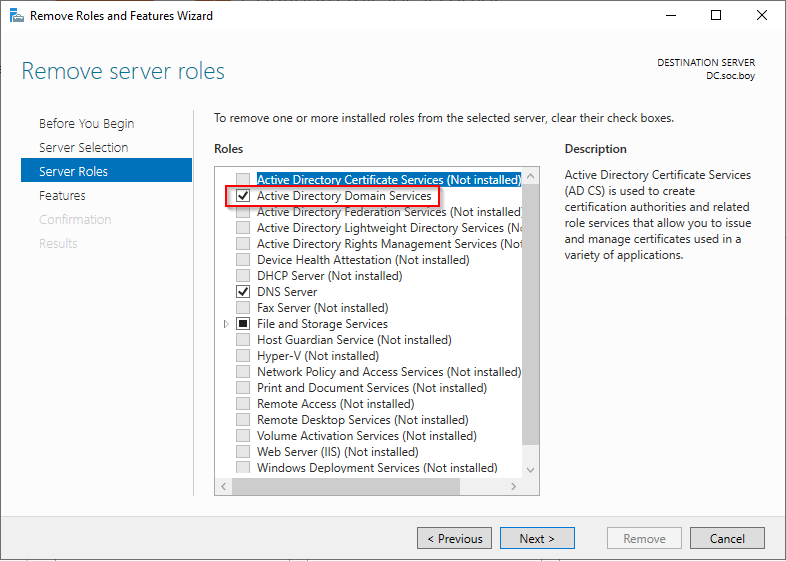 Remove Roles and Features Wizard
Remove server roles
DESTINATION SERVER
DC.soc.boy
Before You Begin
Server Selection
Server Roles
Features
Confirmation
Results
To remove one or more installed roles from the selected server, clear their check boxes.
Roles
Active Directory Certificate Services (Not installed)
Active Directory Domain Services
Active Directory Federation Services (Not installed)
Active Directory Lightweight Directory Services (No
Active Directory Rights Management Services (Not
Device Health Attestation (Not installed)
DHCP Server (Not installed)
DNS Server
Fax Server (Not installed)
File and Storage Services
Host Guardian Service (Not installed)
Hyper-V (Not installed)
Network Policy and Access Services (Not installed)
Print and Document Services (Not installed)
Remote Access (Not installed)
Remote Desktop Services (Not installed)
Volume Activation Services (Not installed)
Web Server (IIS) (Not installed)
Windows Deployment Services (Not installed)
Description
Active Directory Certificate Services
(AD CS) is used to create
certification authorities and related
role services that allow you to issue
and manage certificates used in a
variety of applications.
< Previous
Next >
Remove
Cancel